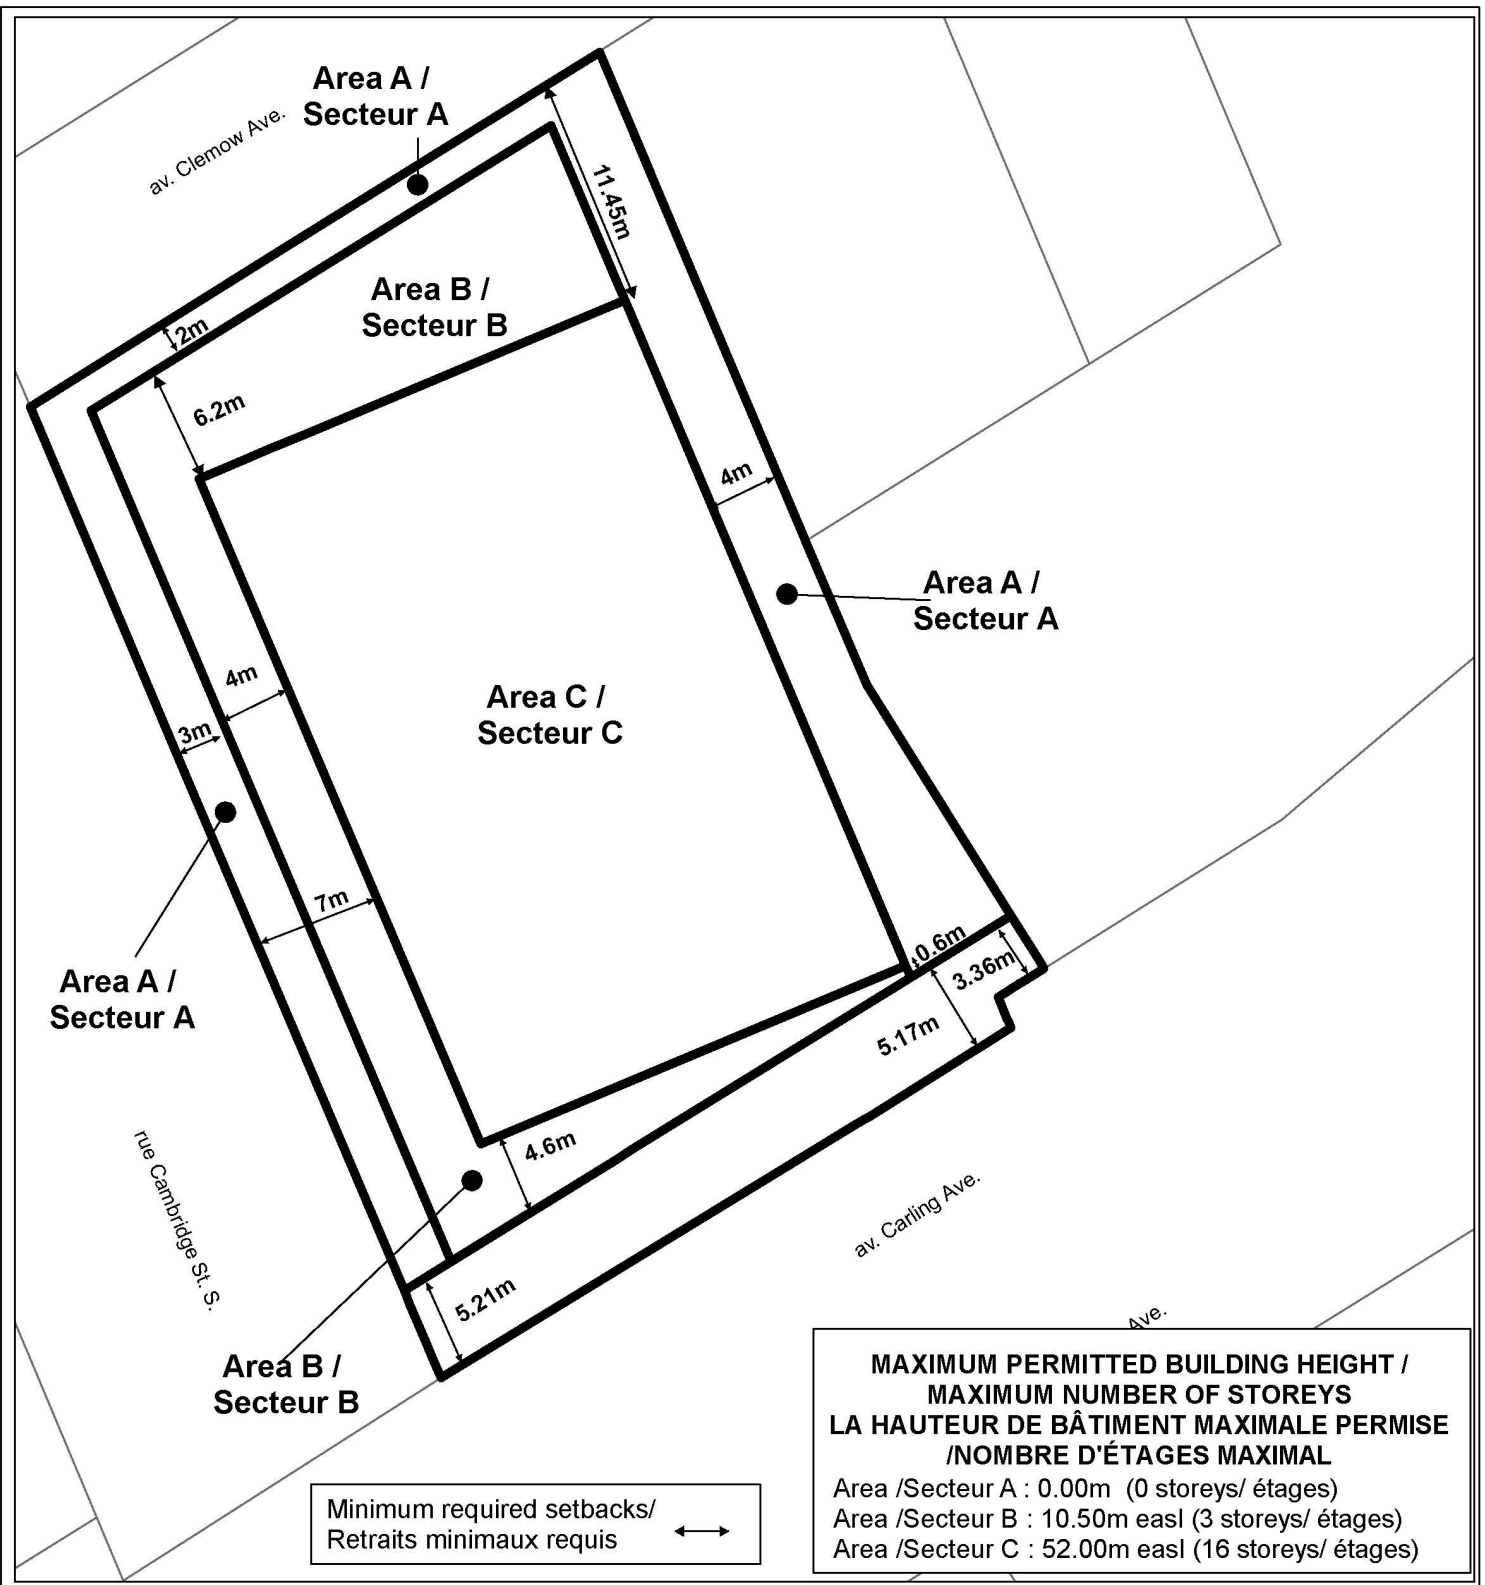 Area A /
Secteur A
av. Clemow Ave.
11.45m
Area B /
Secteur B
2m
6.2m
4m
Area A /
Secteur A
4m
Area C /
Secteur C
3m
7m
0.6m
3.36m
Area A /
Secteur A
5.17m
4.6m
rue Cambridge St. S.
av. Carling Ave.
5.21m
Ave.
Area B /
Secteur B
MAXIMUM PERMITTED BUILDING HEIGHT /
MAXIMUM NUMBER OF STOREYS
LA HAUTEUR DE BÂTIMENT MAXIMALE PERMISE
/NOMBRE D'ÉTAGES MAXIMAL
Area /Secteur A : 0.00m (0 storeys/ étages)
Area /Secteur B : 10.50m easl (3 storeys/ étages)
Area /Secteur C : 52.00m easl (16 storeys/ étages)
Minimum required setbacks/
Retraits minimaux requis